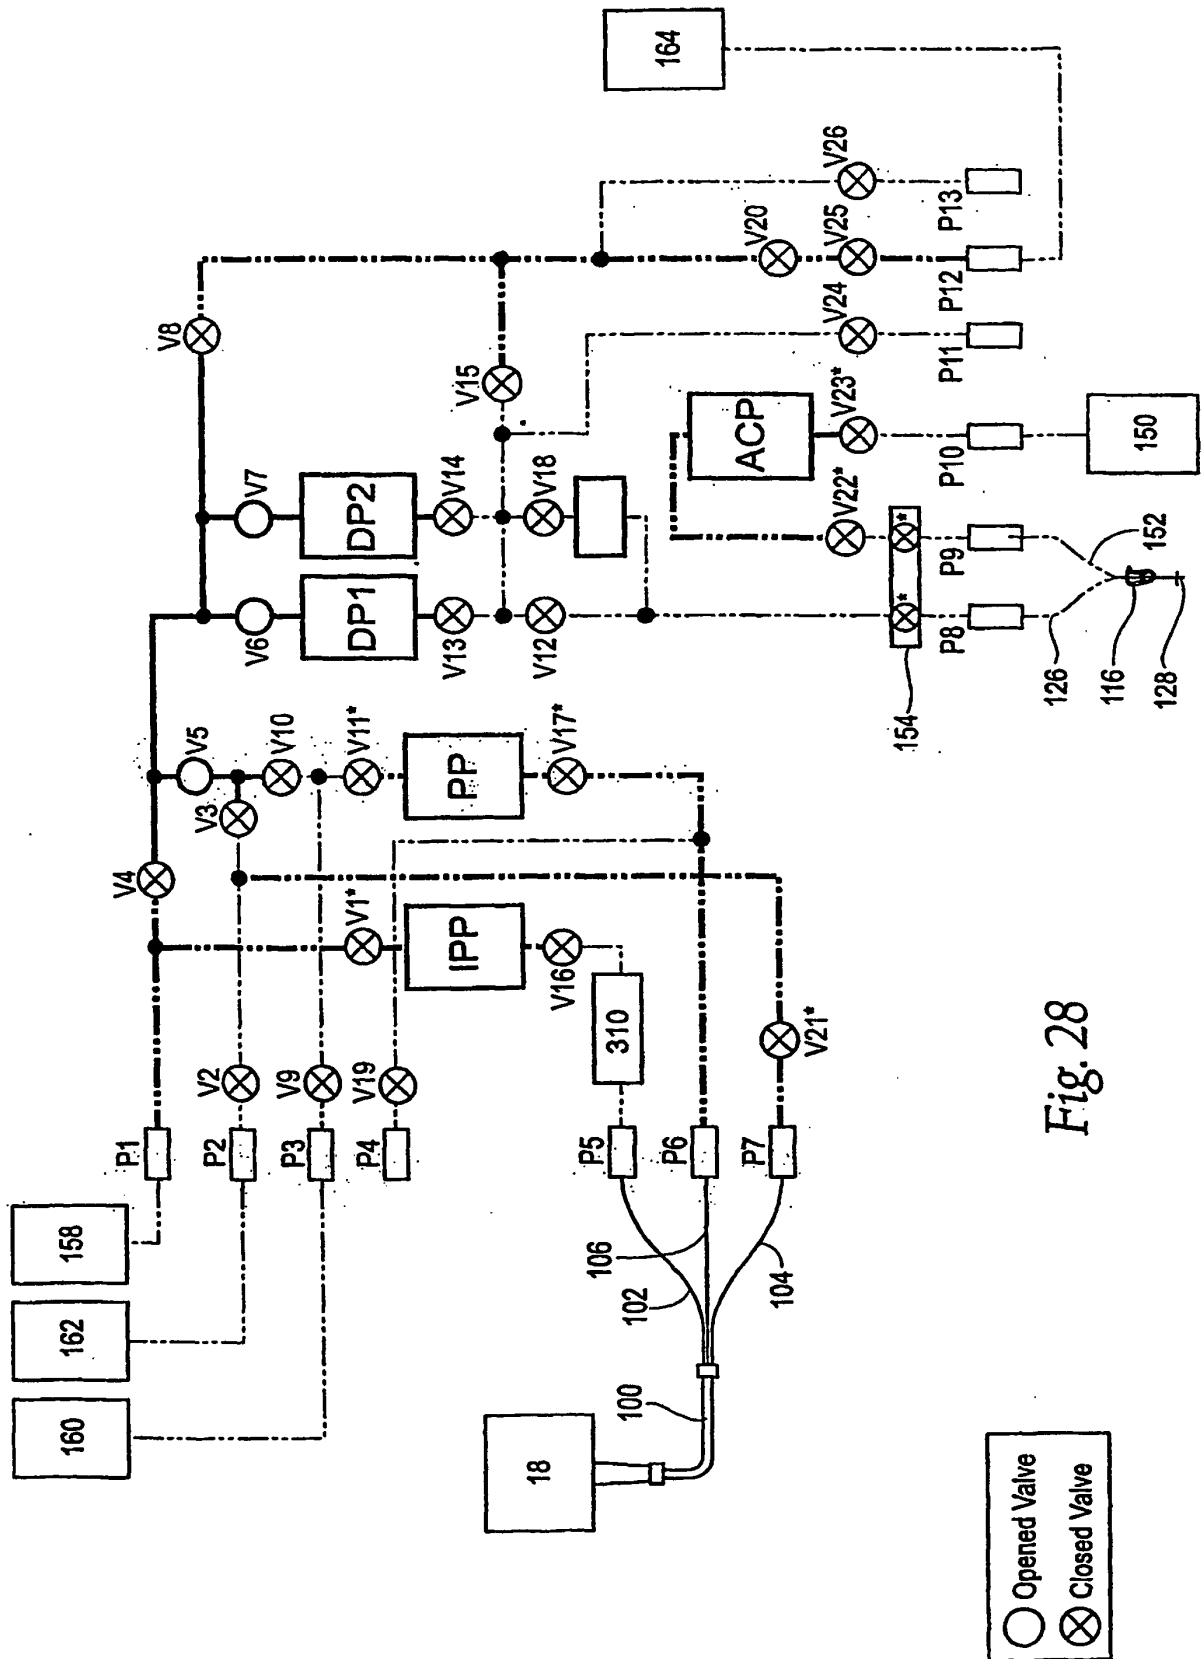 160
162
158
164
P1
P2
P3
P4
V2
V9
V19
V4
V3
V5
V10
V11*
V1*
IPP
V16
310
PP
V17*
P5
P6
P7
V21*
102
106
104
100
18
V6
V7
V8
DP1
DP2
V13
V14
V15
V12
V18
V20
V24
V25
V26
ACP
V22*
V23*
*
*
154
P8
P9
P10
P11
P12
P13
150
152
126
116
128
Fig. 28
Opened Valve
Closed Valve